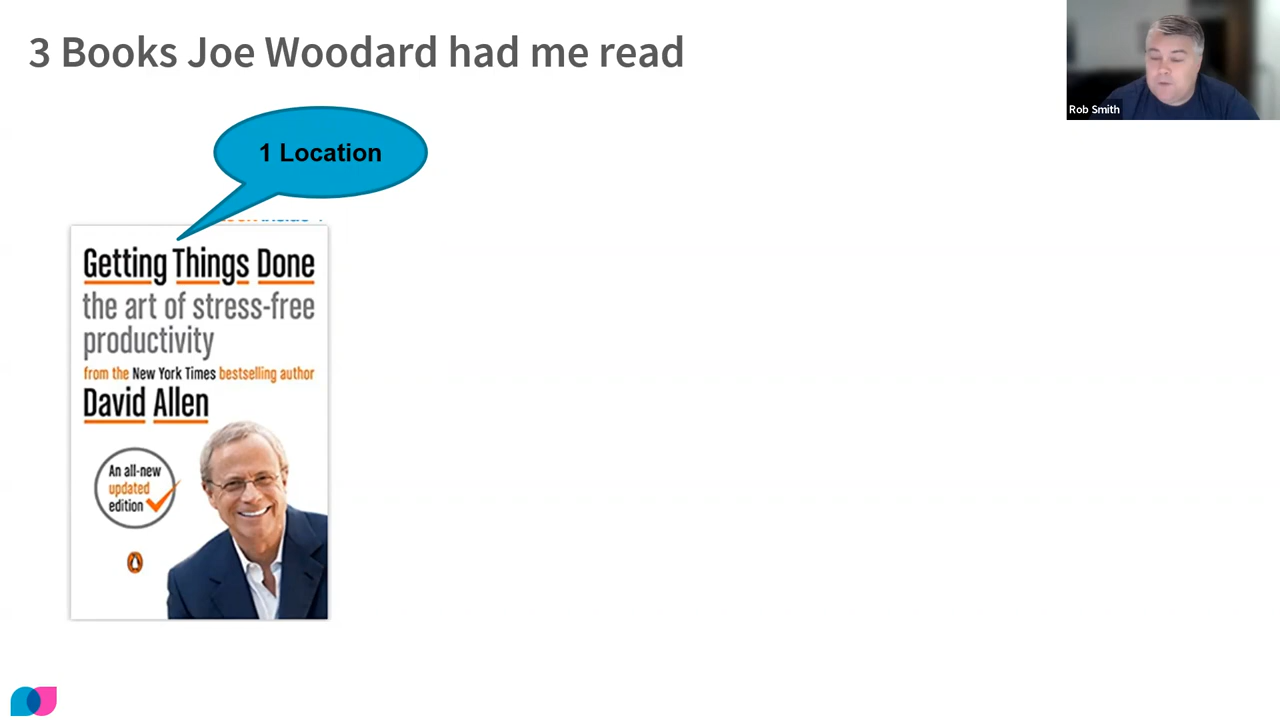 3 Books Joe Woodard had me read
Rob Smith
1 Location
Getting Things Done
the art of stress-free
productivity
from the New York Times bestselling author
David Allen
An all-new
updated
edition